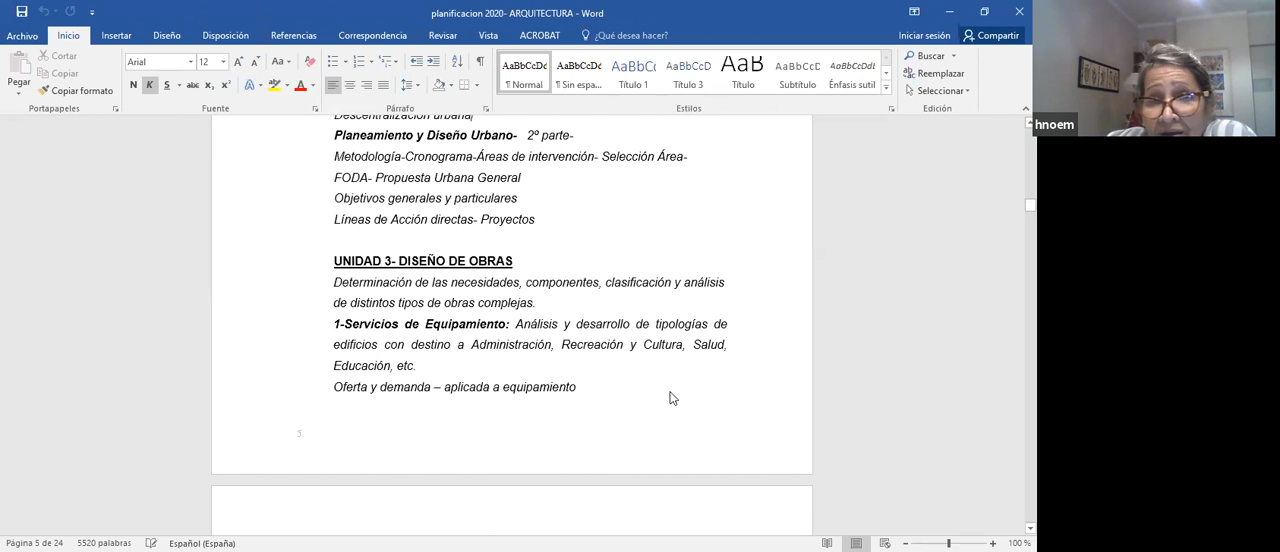 planificacion 2020- ARQUITECTURA - Word
Archivo Inicio Insertar Diseño Disposición Referencias Correspondencia Revisar Vista ACROBAT ¿Qué desea hacer? Iniciar sesión Compartir
Pegar
Cortar
Copiar
Copiar formato
Arial 12
AaBbCcDc ¶ Normal
AaBbCcDc ¶ Sin espa...
AaBbCc Título 1
AaBbCcD Título 3
AaB Título
AaBbCcD Subtítulo
AaBbCcDdI Énfasis sutil
Buscar
Reemplazar
Seleccionar
Portapapeles Fuente Párrafo Estilos Edición
hnoem
Descentralización urbana
Planeamiento y Diseño Urbano- 2º parte-
Metodología-Cronograma-Áreas de intervención- Selección Área-
FODA- Propuesta Urbana General
Objetivos generales y particulares
Líneas de Acción directas- Proyectos
UNIDAD 3- DISEÑO DE OBRAS
Determinación de las necesidades, componentes, clasificación y análisis
de distintos tipos de obras complejas.
1-Servicios de Equipamiento: Análisis y desarrollo de tipologías de
edificios con destino a Administración, Recreación y Cultura, Salud,
Educación, etc.
Oferta y demanda – aplicada a equipamiento
5
Página 5 de 24 5520 palabras Español (España) 100 %